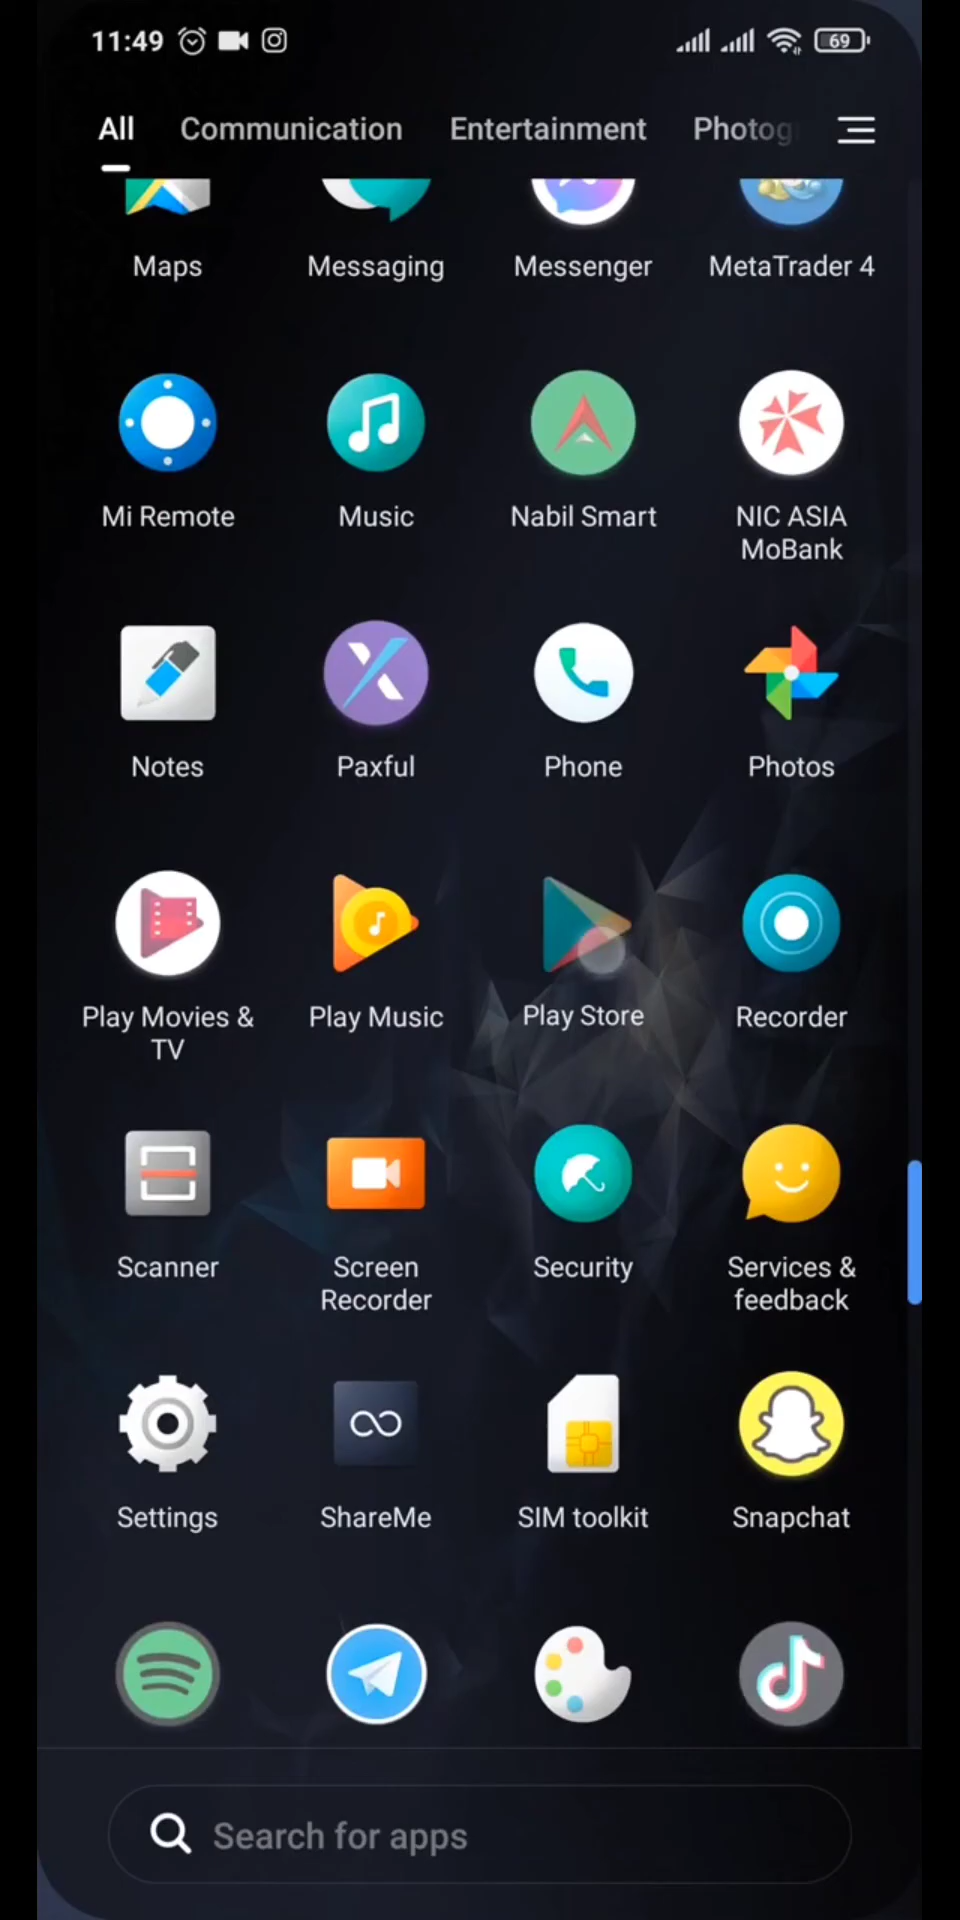 11:49
69
All Communication Entertainment Photog
Maps Messaging Messenger MetaTrader 4
Mi Remote Music Nabil Smart NIC ASIA
MoBank
Notes Paxful Phone Photos
Play Movies & Play Music Play Store Recorder
TV
Scanner Screen Security Services &
Recorder feedback
Settings ShareMe SIM toolkit Snapchat
Search for apps